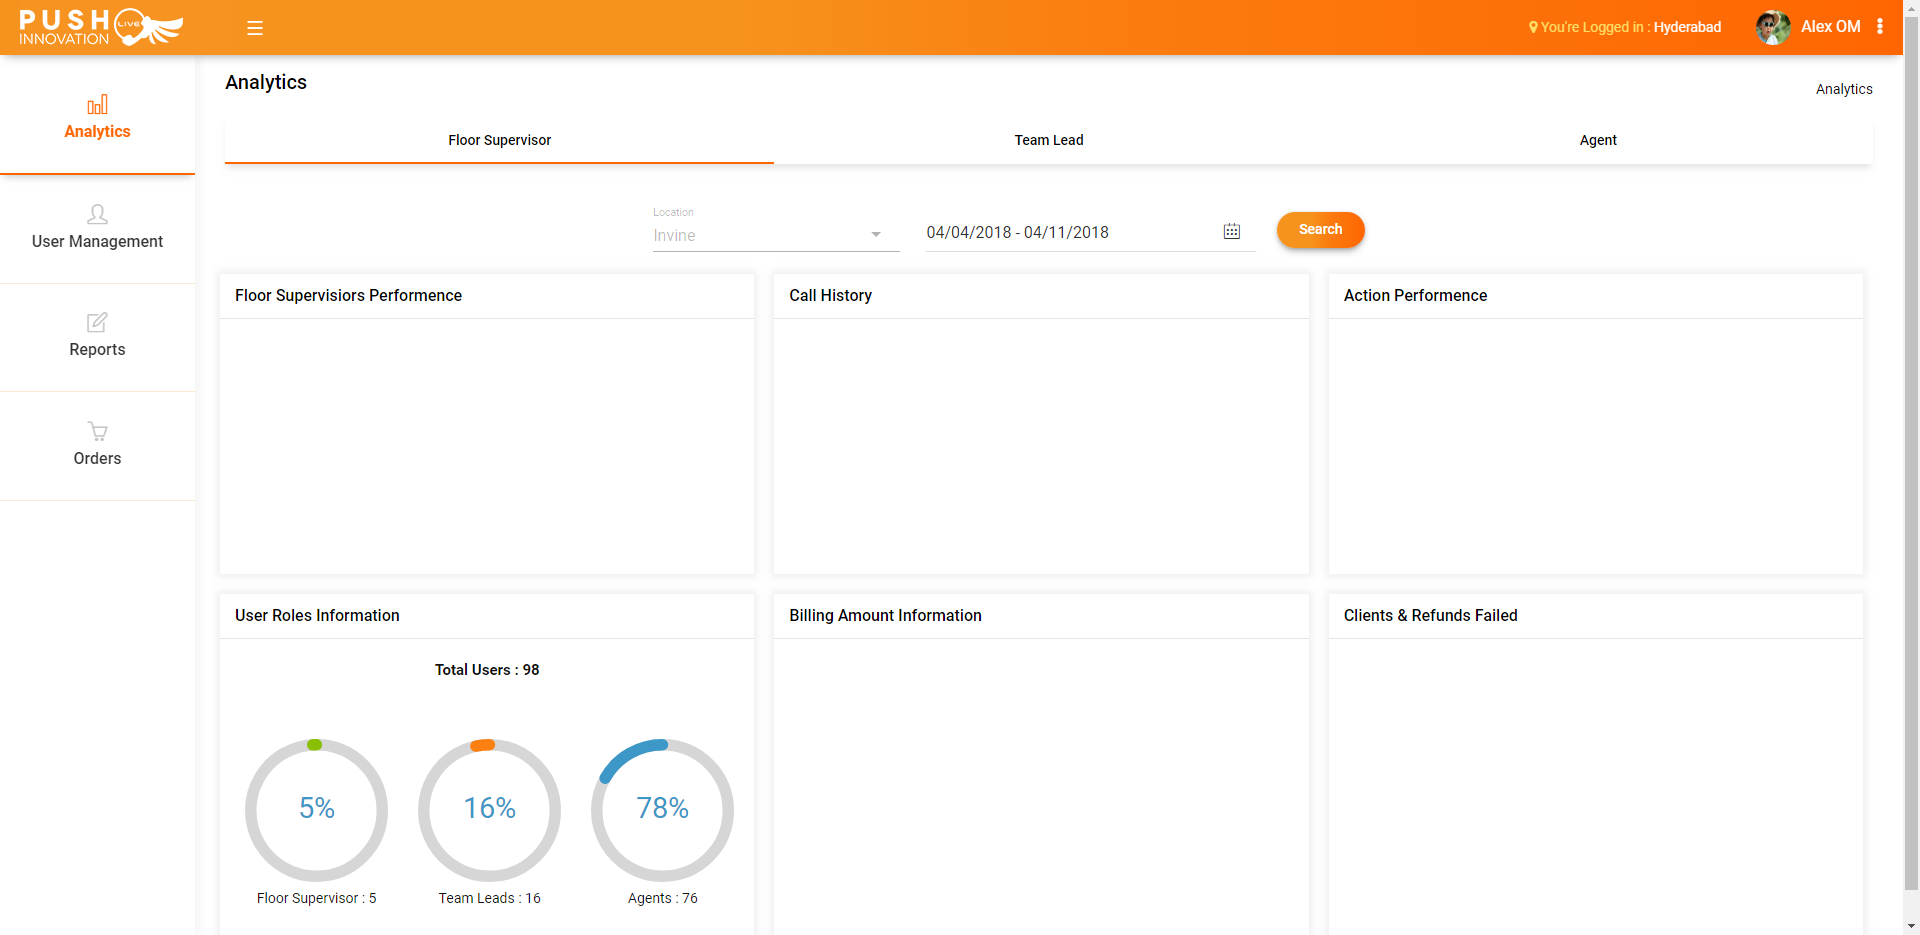 PUSH LIVE
INNOVATION
You're Logged in : Hyderabad
Alex OM
Analytics
User Management
Reports
Orders
Analytics
Analytics
Floor Supervisor
Team Lead
Agent
Location
Invine
04/04/2018 - 04/11/2018
Search
Floor Supervisiors Performence
Call History
Action Performence
User Roles Information
Total Users : 98
5%
16%
78%
Floor Supervisor : 5
Team Leads : 16
Agents : 76
Billing Amount Information
Clients & Refunds Failed